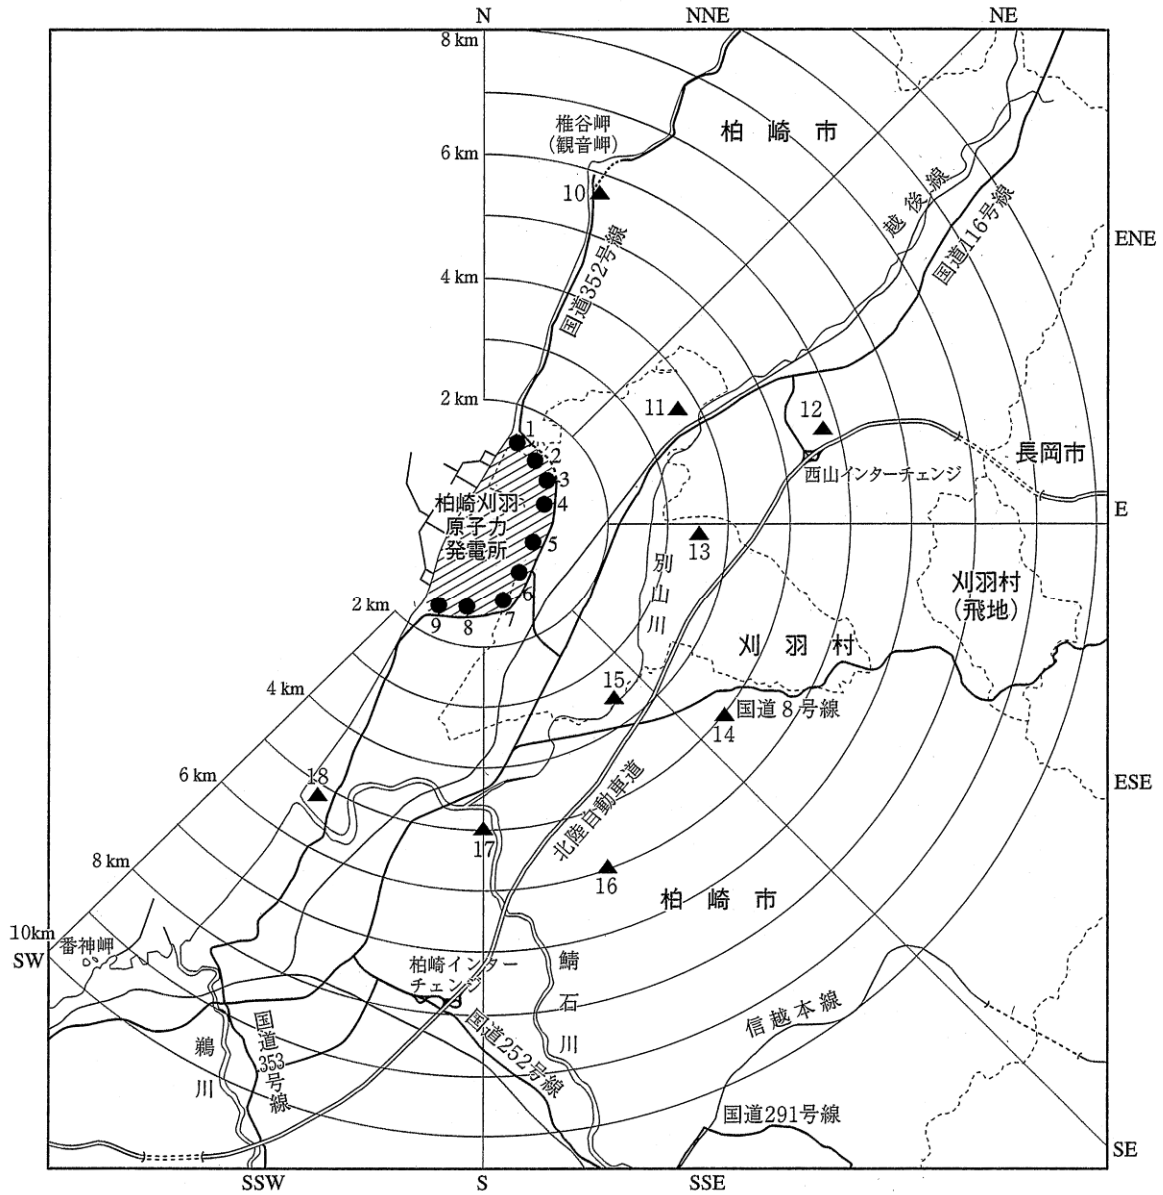 N
NNE
NE
8 km
椎谷岬
(観音岬)
柏崎市
6 km
10
越後線
国道116号線
ENE
国道352号線
4 km
2 km
11
12
1
2
3
4
5
6
7
8
9
西山インターチェンジ
長岡市
柏崎刈羽
原子力
発電所
E
13
別山川
刈羽村
(飛地)
2 km
刈羽村
15
4 km
国道8号線
14
6 km
18
北陸自動車道
ESE
17
16
8 km
柏崎市
10km
番神岬
SW
柏崎インター
チェンジ
鯖石川
信越本線
国道353号線
鵜川
国道252号線
国道291号線
SE
SSW
S
SSE